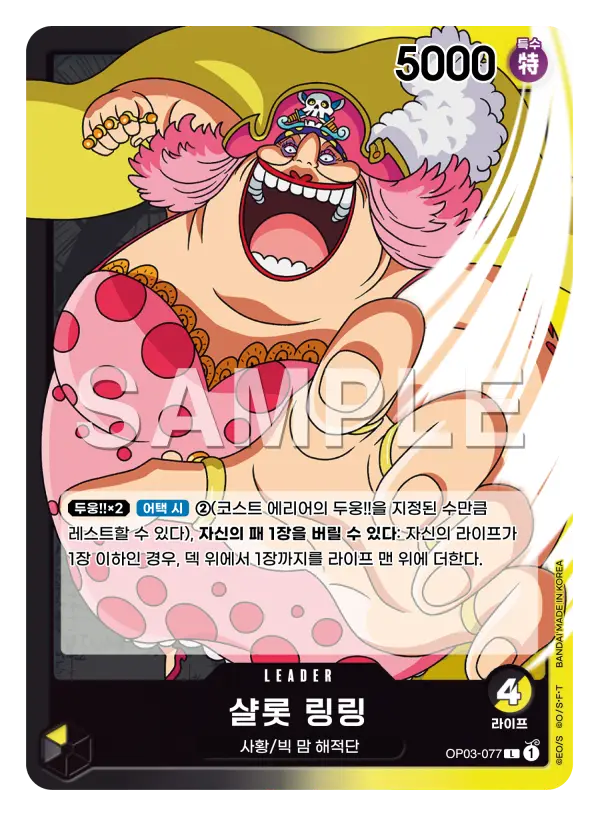 특수
5000 特
SAMPLE
두웅!!×2 어택 시 ②(코스트 에리어의 두웅!!을 지정된 수만큼
레스트할 수 있다), 자신의 패 1장을 버릴 수 있다: 자신의 라이프가
1장 이하인 경우, 덱 위에서 1장까지를 라이프 맨 위에 더한다.
BANDAI MADE IN KOREA
©EO/S ©O/S·F·T
LEADER
4
라이프
샬롯 링링
사황/빅 맘 해적단
OP03-077 L 1